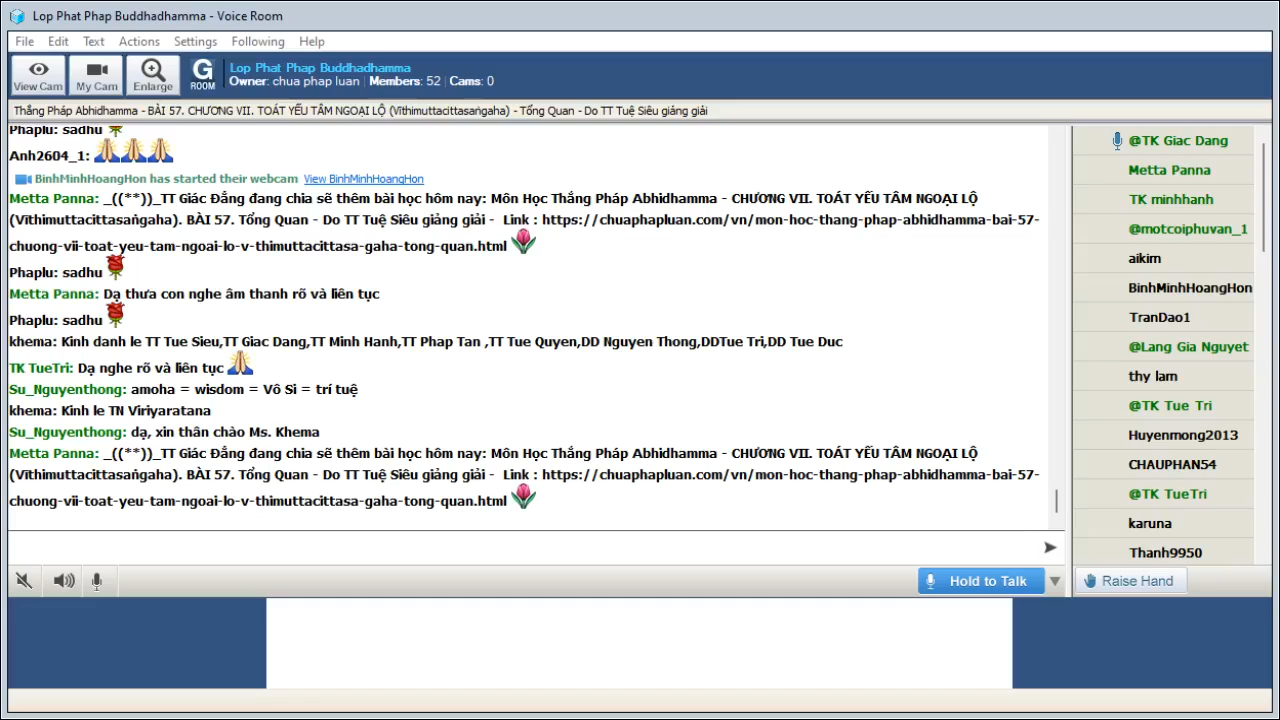 Lop Phat Phap Buddhadhamma - Voice Room
File Edit Text Actions Settings Following Help
View Cam My Cam Enlarge G ROOM
Lop Phat Phap Buddhadhamma
Owner: chua phap luan | Members: 52 | Cams: 0
Thắng Pháp Abhidhamma - BÀI 57. CHƯƠNG VII. TOÁT YẾU TÂM NGOẠI LỘ (Vīthimuttacittasaṅgaha) - Tổng Quan - Do TT Tuệ Siêu giảng giải
Phaplu: sadhu
Anh2604_1:
BinhMinhHoangHon has started their webcam View BinhMinhHoangHon
Metta Panna: _((**))_TT Giác Đẳng đang chia sẽ thêm bài học hôm nay: Môn Học Thắng Pháp Abhidhamma - CHƯƠNG VII. TOÁT YẾU TÂM NGOẠI LỘ
(Vīthimuttacittasaṅgaha). BÀI 57. Tổng Quan - Do TT Tuệ Siêu giảng giải - Link : https://chuaphapluan.com/vn/mon-hoc-thang-phap-abhidhamma-bai-57-
chuong-vii-toat-yeu-tam-ngoai-lo-v-thimuttacittasa-gaha-tong-quan.html
Phaplu: sadhu
Metta Panna: Dạ thưa con nghe âm thanh rõ và liên tục
Phaplu: sadhu
khema: Kinh danh le TT Tue Sieu,TT Giac Dang,TT Minh Hanh,TT Phap Tan ,TT Tue Quyen,DD Nguyen Thong,DDTue Tri,DD Tue Duc
TK TueTri: Dạ nghe rõ và liên tục
Su_Nguyenthong: amoha = wisdom = Vô Si = trí tuệ
khema: Kinh le TN Viriyaratana
Su_Nguyenthong: dạ, xin thân chào Ms. Khema
Metta Panna: _((**))_TT Giác Đẳng đang chia sẽ thêm bài học hôm nay: Môn Học Thắng Pháp Abhidhamma - CHƯƠNG VII. TOÁT YẾU TÂM NGOẠI LỘ
(Vīthimuttacittasaṅgaha). BÀI 57. Tổng Quan - Do TT Tuệ Siêu giảng giải - Link : https://chuaphapluan.com/vn/mon-hoc-thang-phap-abhidhamma-bai-57-
chuong-vii-toat-yeu-tam-ngoai-lo-v-thimuttacittasa-gaha-tong-quan.html
Hold to Talk
@TK Giac Dang
Metta Panna
TK minhhanh
@motcoiphuvan_1
aikim
BinhMinhHoangHon
TranDao1
@Lang Gia Nguyet
thy lam
@TK Tue Tri
Huyenmong2013
CHAUPHAN54
@TK TueTri
karuna
Thanh9950
Raise Hand